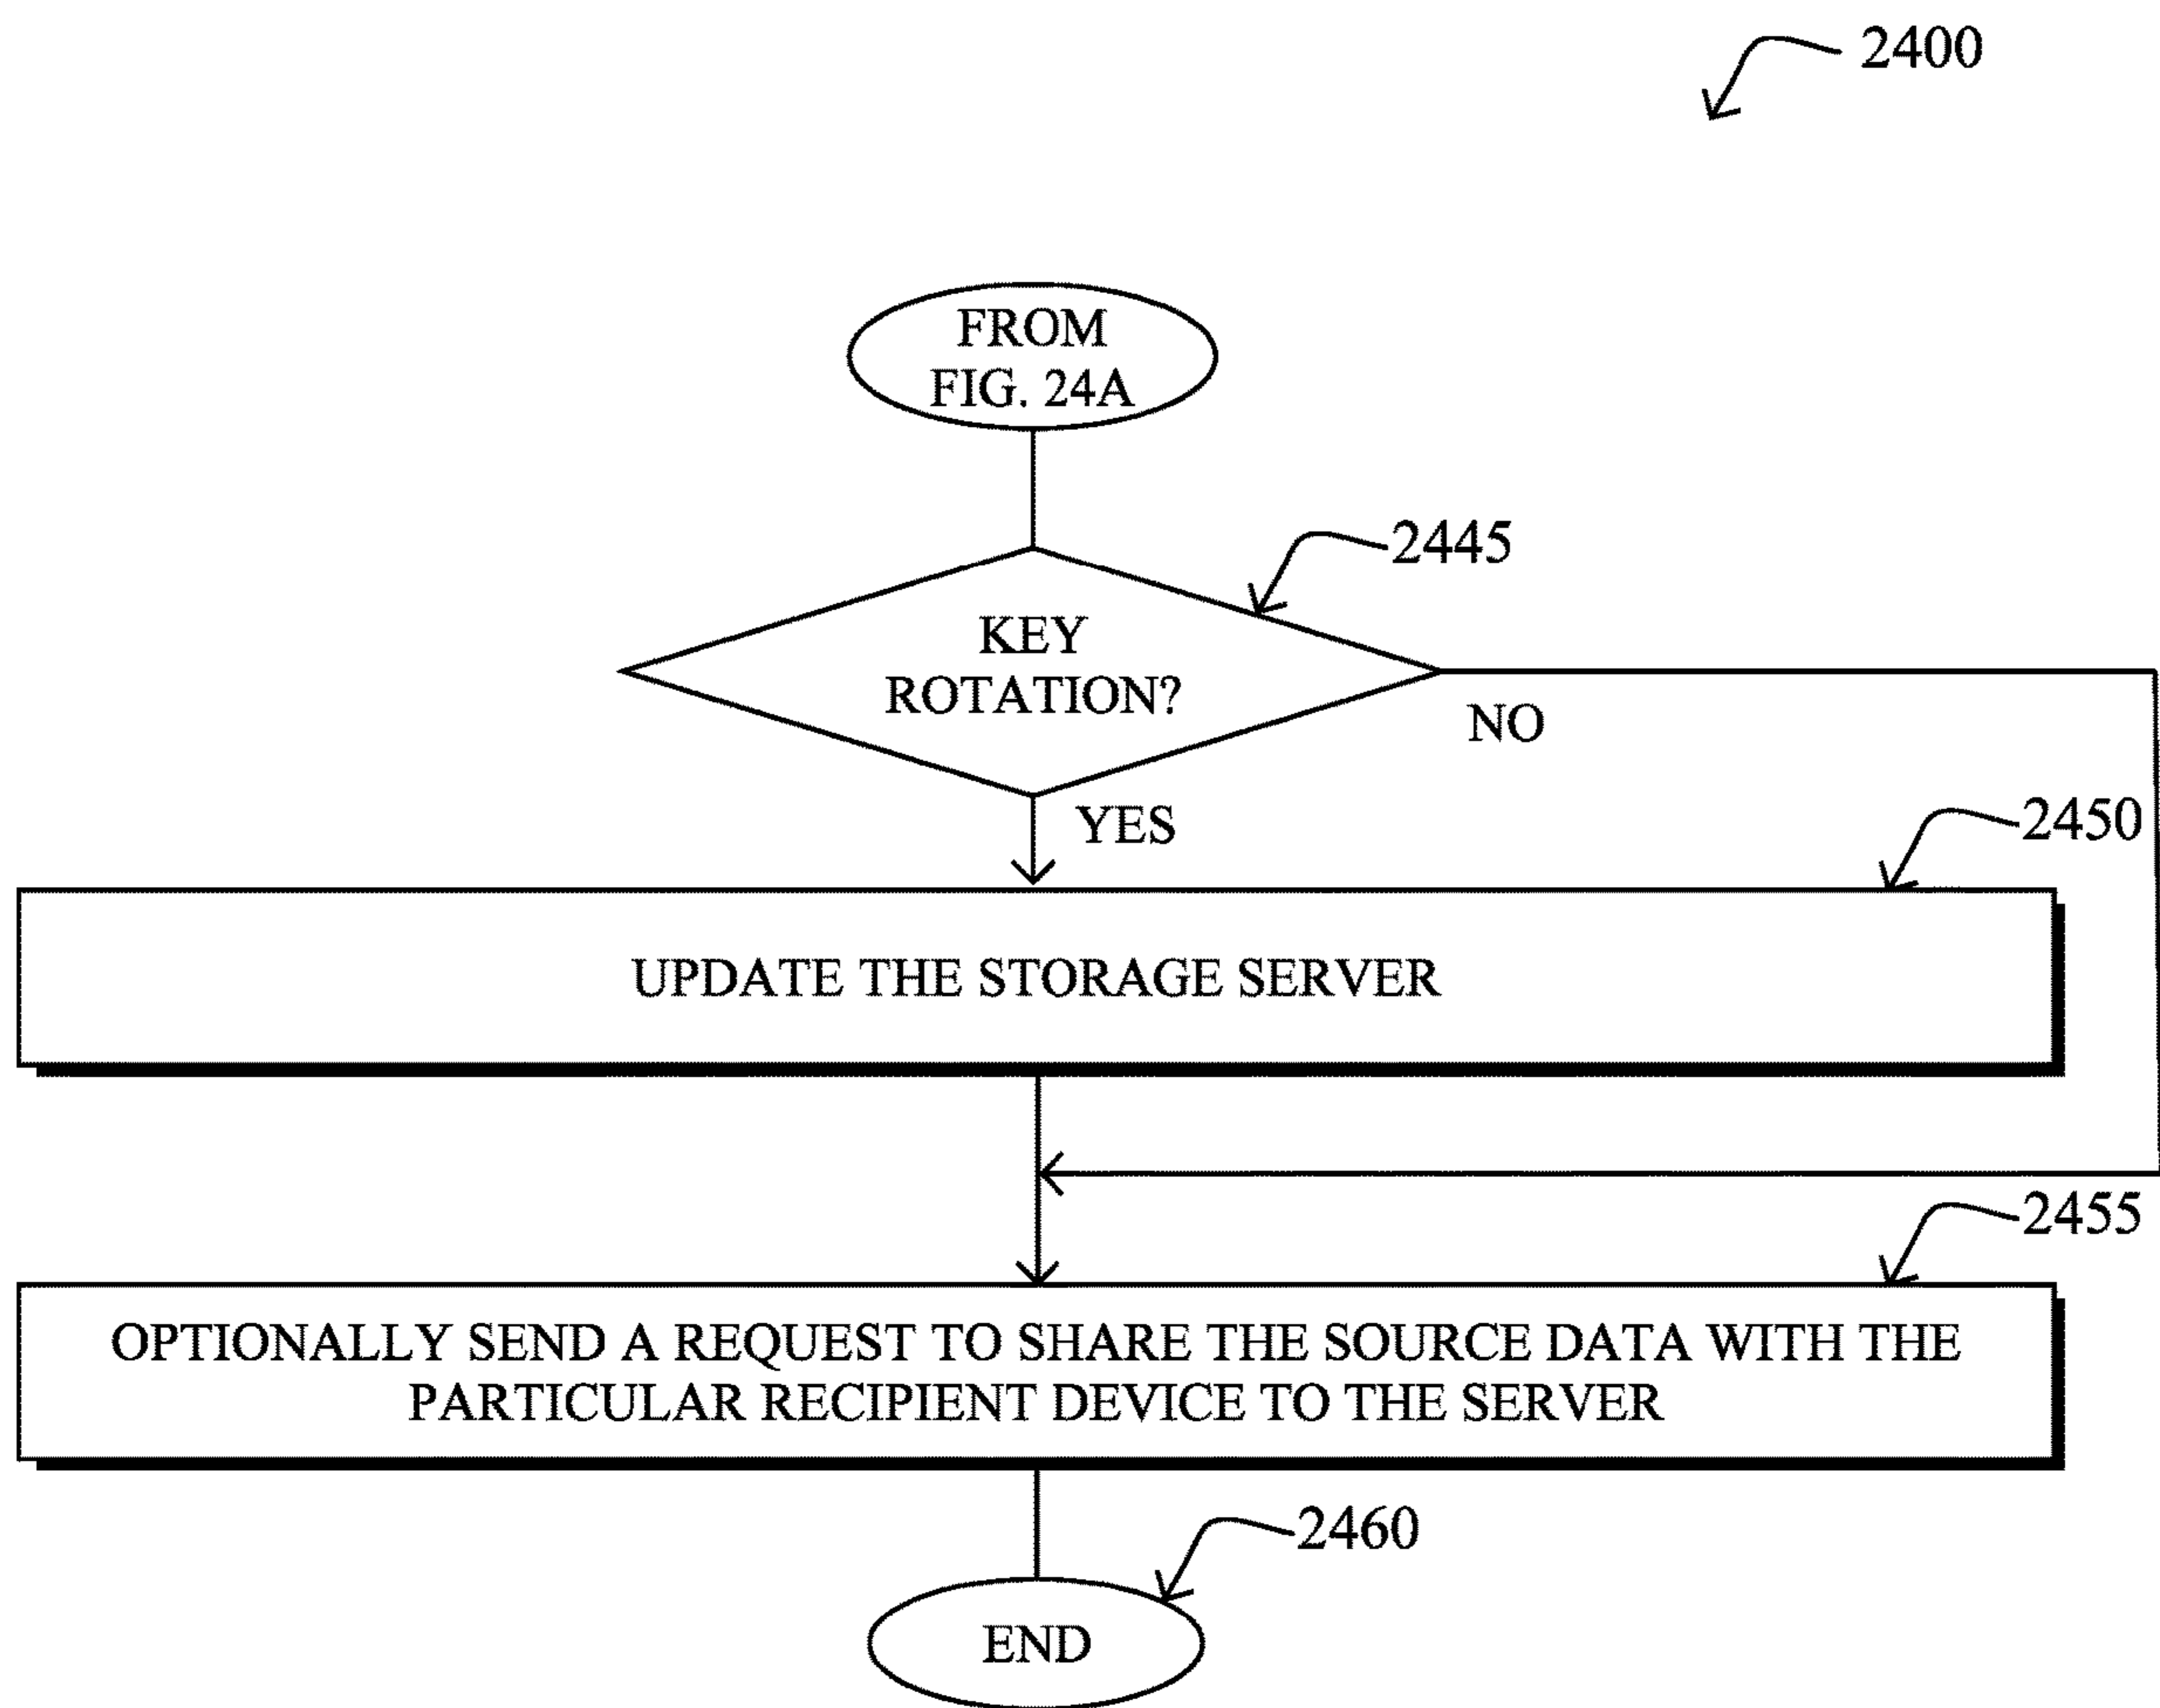 2400
FROM
FIG. 24A
2445
KEY
ROTATION?
NO
YES
2450
UPDATE THE STORAGE SERVER
2455
OPTIONALLY SEND A REQUEST TO SHARE THE SOURCE DATA WITH THE
PARTICULAR RECIPIENT DEVICE TO THE SERVER
2460
END